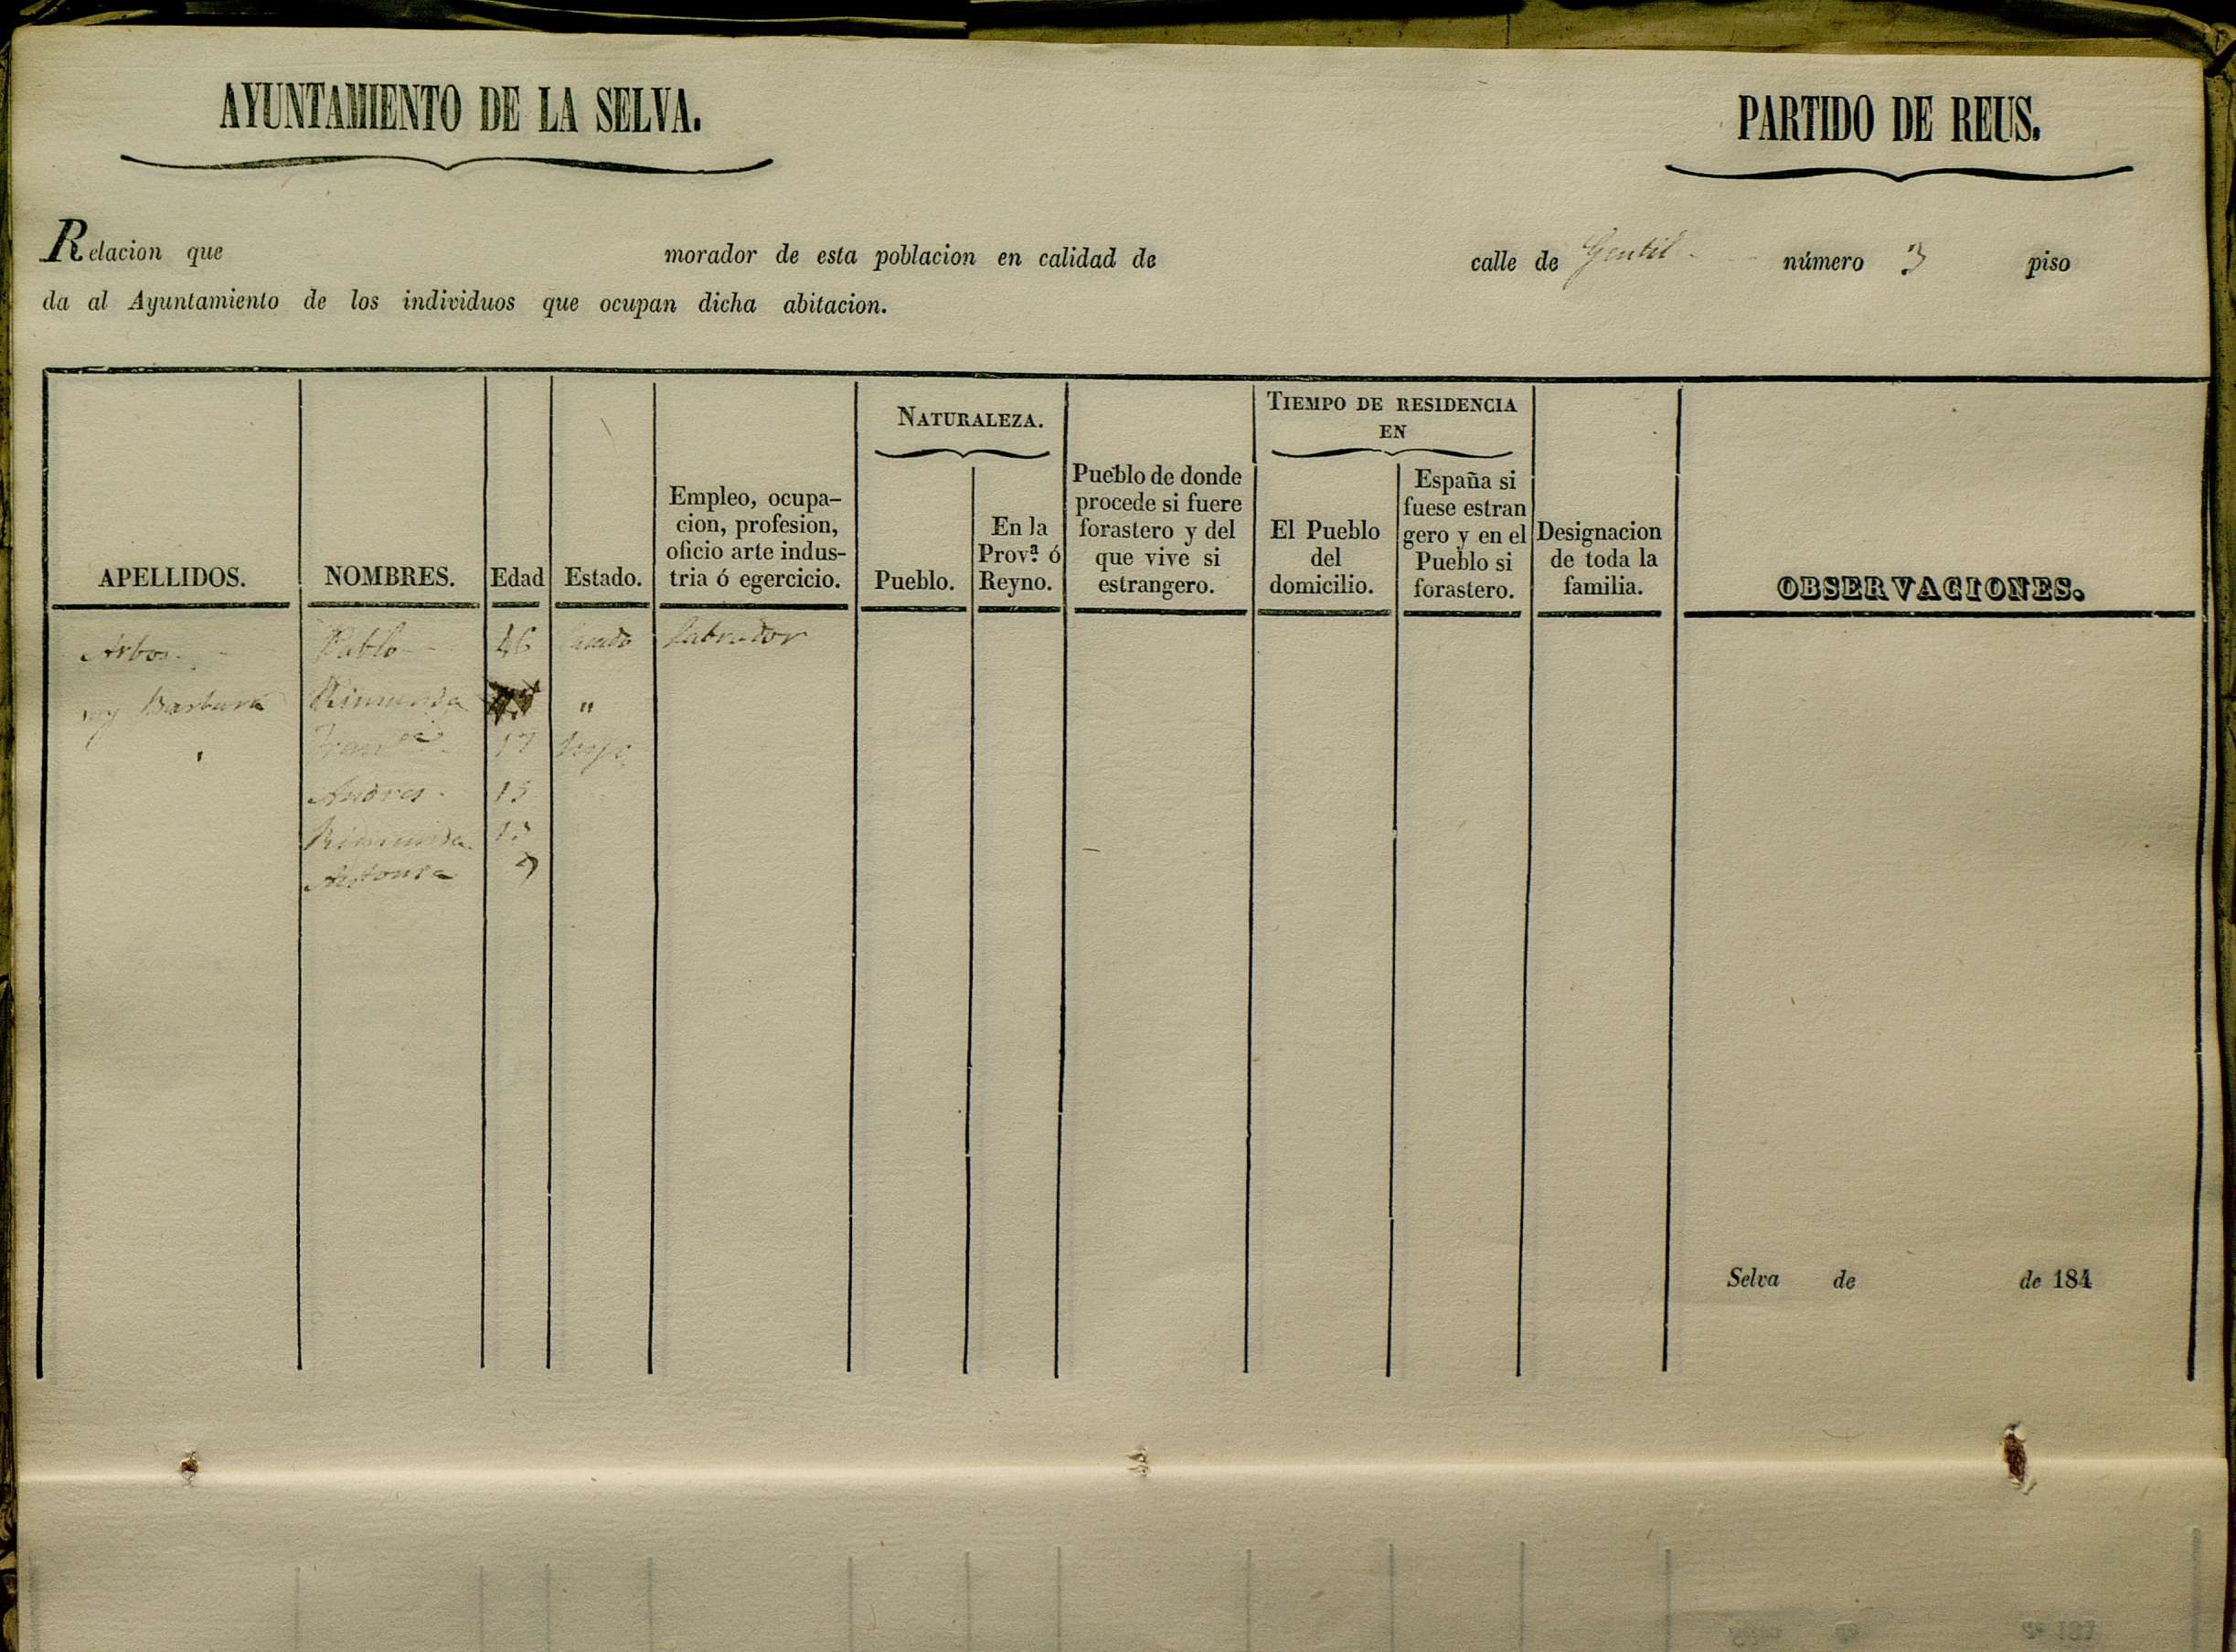 AYUNTAMIENTO DE LA SELVA.
PARTIDO DE REUS.
Relacion que morador de esta poblacion en calidad de calle de Gentil número 3 piso
da al Ayuntamiento de los individuos que ocupan dicha abitacion.
APELLIDOS.
NOMBRES.
Edad
Estado.
Empleo, ocupa-
cion, profesion,
oficio arte indus-
tria ó egercicio.
NATURALEZA.
Pueblo.
En la
Prov.ª ó
Reyno.
Pueblo de donde
procede si fuere
forastero y del
que vive si
estrangero.
TIEMPO DE RESIDENCIA
EN
El Pueblo
del
domicilio.
España si
fuese estran
gero y en el
Pueblo si
forastero.
Designacion
de toda la
familia.
OBSERVACIONES.
Arbos Pablo 46 labrador
y Barbara Rimunda "
Franca 17
Andres 15
Rimunda
Antonia 9
Selva de de 184